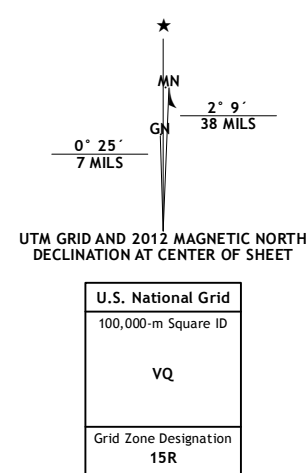 ★
MN
GN
2° 9´
38 MILS
0° 25´
7 MILS
UTM GRID AND 2012 MAGNETIC NORTH
DECLINATION AT CENTER OF SHEET
U.S. National Grid
100,000-m Square ID
VQ
Grid Zone Designation
15R